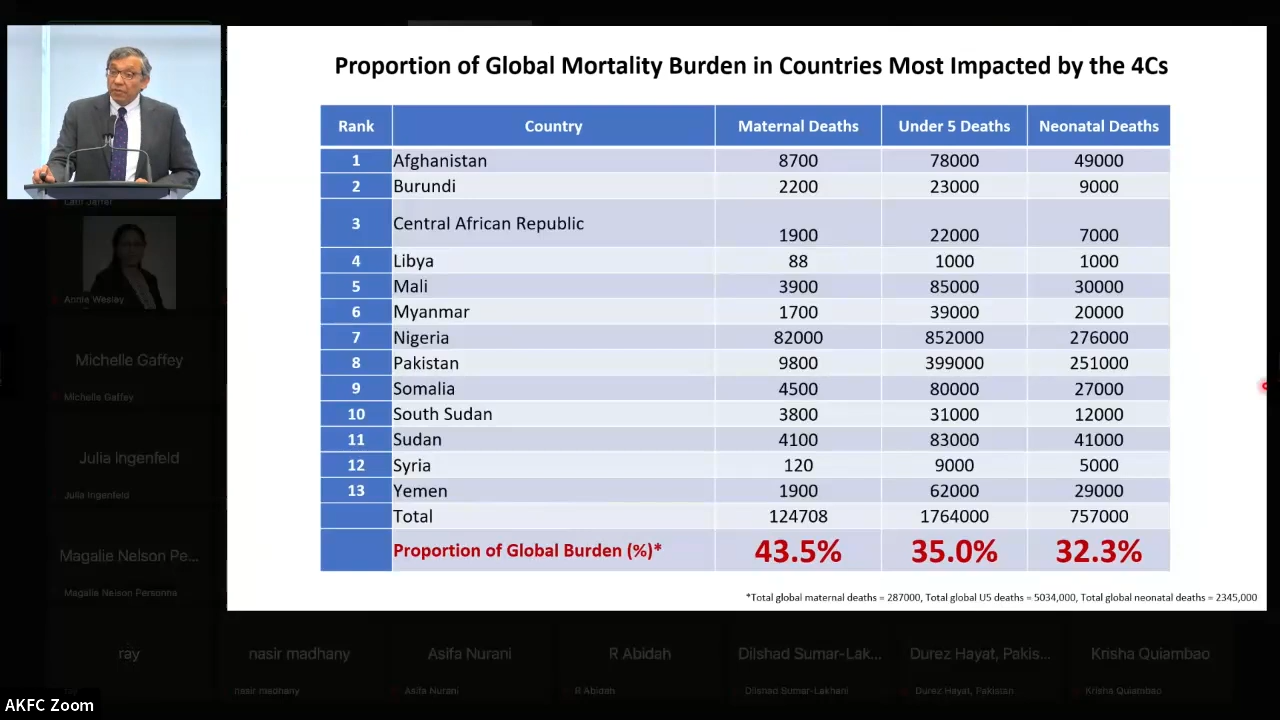 Proportion of Global Mortality Burden in Countries Most Impacted by the 4Cs
Rank Country Maternal Deaths Under 5 Deaths Neonatal Deaths
1 Afghanistan 8700 78000 49000
2 Burundi 2200 23000 9000
3 Central African Republic 1900 22000 7000
4 Libya 88 1000 1000
5 Mali 3900 85000 30000
6 Myanmar 1700 39000 20000
7 Nigeria 82000 852000 276000
8 Pakistan 9800 399000 251000
9 Somalia 4500 80000 27000
10 South Sudan 3800 31000 12000
11 Sudan 4100 83000 41000
12 Syria 120 9000 5000
13 Yemen 1900 62000 29000
Total 124708 1764000 757000
Proportion of Global Burden (%)* 43.5% 35.0% 32.3%
*Total global maternal deaths = 287000, Total global U5 deaths = 5034,000, Total global neonatal deaths = 2345,000
Annie Wesley
Michelle Gaffey
Michelle Gaffey
Julia Ingenfeld
Julia Ingenfeld
Magalie Nelson Pe...
Magalie Nelson Personna
ray nasir madhany Asifa Nurani R Abidah Dilshad Sumar-Lak... Durez Hayat, Pakis... Krisha Quiambao
nasir madhany Asifa Nurani R Abidah Dilshad Sumar-Lakhani Durez Hayat, Pakistan Krisha Quiambao
AKFC Zoom